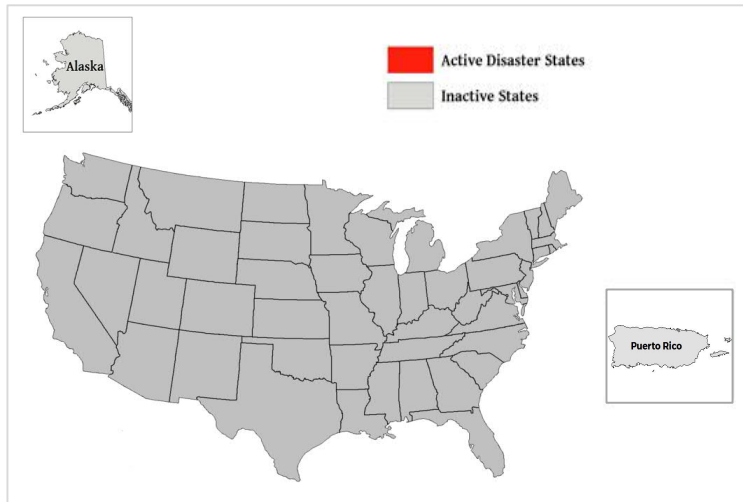 Alaska
Active Disaster States
Inactive States
Puerto Rico